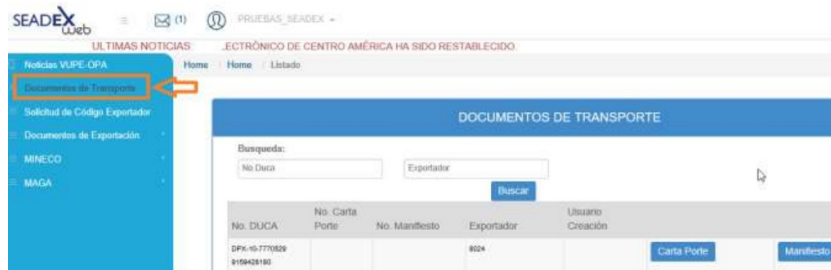 SEADEX
Web
(1)
PRUEBAS_SEADEX
ULTIMAS NOTICIAS: .ECTRÓNICO DE CENTRO AMÉRICA HA SIDO RESTABLECIDO.
Noticias VUPE-OPA
Home / Home / Listado
Documentos de Transporte
Solicitud de Código Exportador
Documentos de Exportación
MINECO
MAGA
DOCUMENTOS DE TRANSPORTE
Busqueda:
No.Duca
Exportador
Buscar
No. DUCA
No. Carta Porte
No. Manifiesto
Exportador
Usuario Creación
DPX-10-7770529
9159428180
8024
Carta Porte
Manifiesto